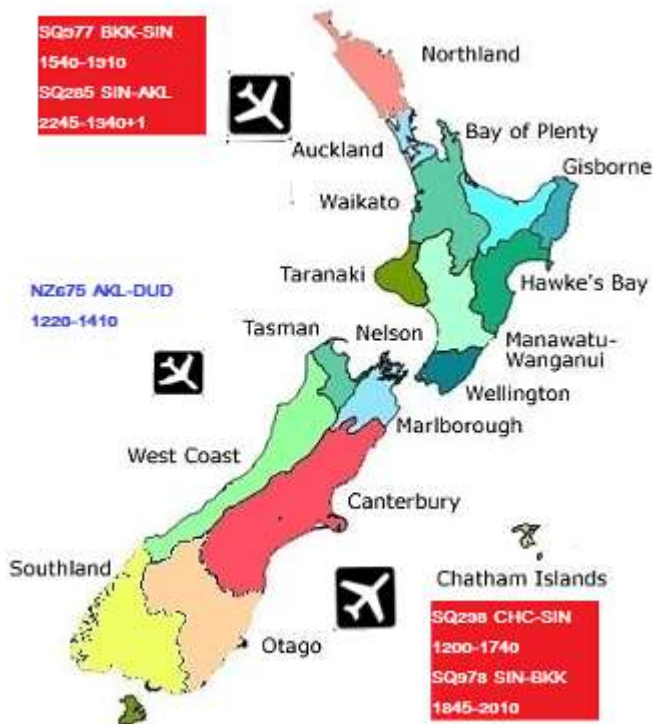 SQ977 BKK-SIN
1540-1910
SQ285 SIN-AKL
2245-1340+1
Northland
Bay of Plenty
Auckland
Gisborne
Waikato
Taranaki
Hawke's Bay
NZ675 AKL-DUD
1220-1410
Tasman
Nelson
Manawatu-
Wanganui
Wellington
Marlborough
West Coast
Canterbury
Southland
Chatham Islands
Otago
SQ298 CHC-SIN
1200-1740
SQ978 SIN-BKK
1845-2010